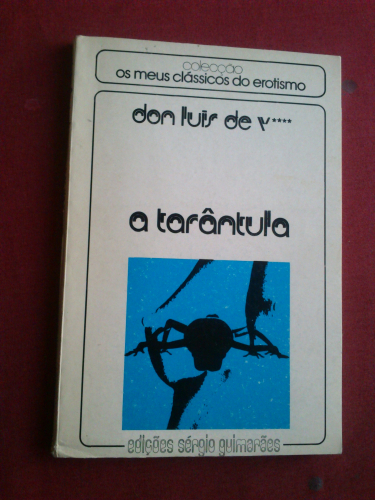 colecção
os meus clássicos do erotismo
don luis de v****
a tarântula
edições sérgio guimarães